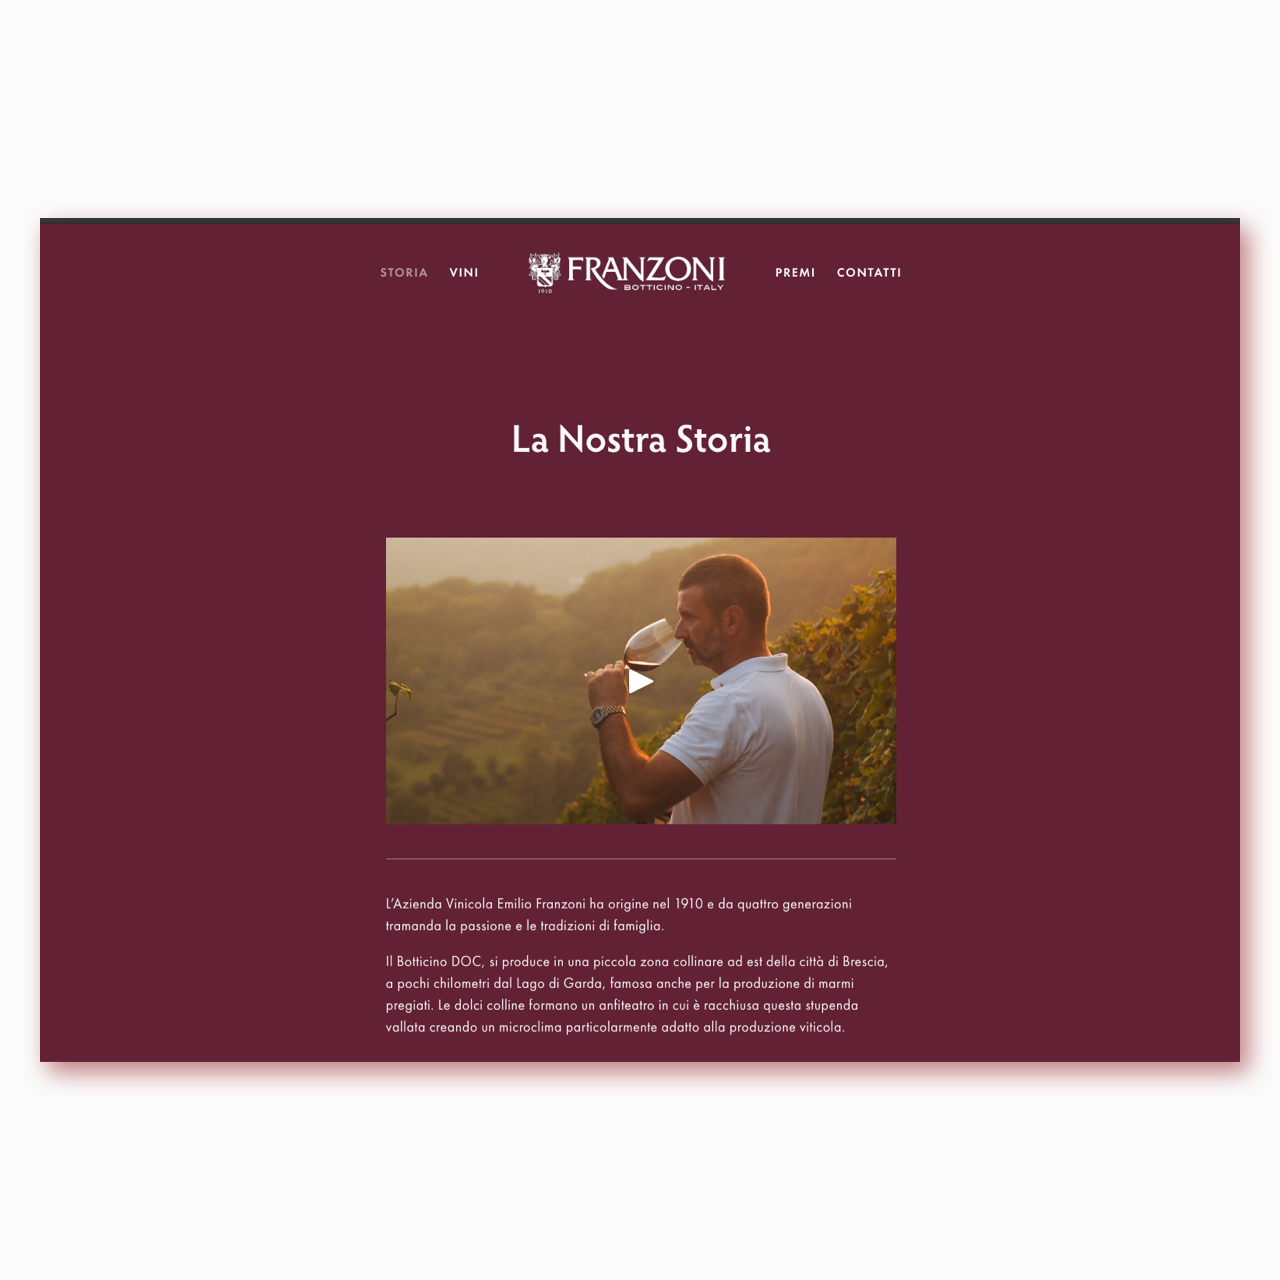 STORIA VINI FRANZONI PREMI CONTATTI
BOTTICINO - ITALY
1910
La Nostra Storia
L'Azienda Vinicola Emilio Franzoni ha origine nel 1910 e da quattro generazioni
tramanda la passione e le tradizioni di famiglia.
Il Botticino DOC, si produce in una piccola zona collinare ad est della città di Brescia,
a pochi chilometri dal Lago di Garda, famosa anche per la produzione di marmi
pregiati. Le dolci colline formano un anfiteatro in cui è racchiusa questa stupenda
vallata creando un microclima particolarmente adatto alla produzione viticola.